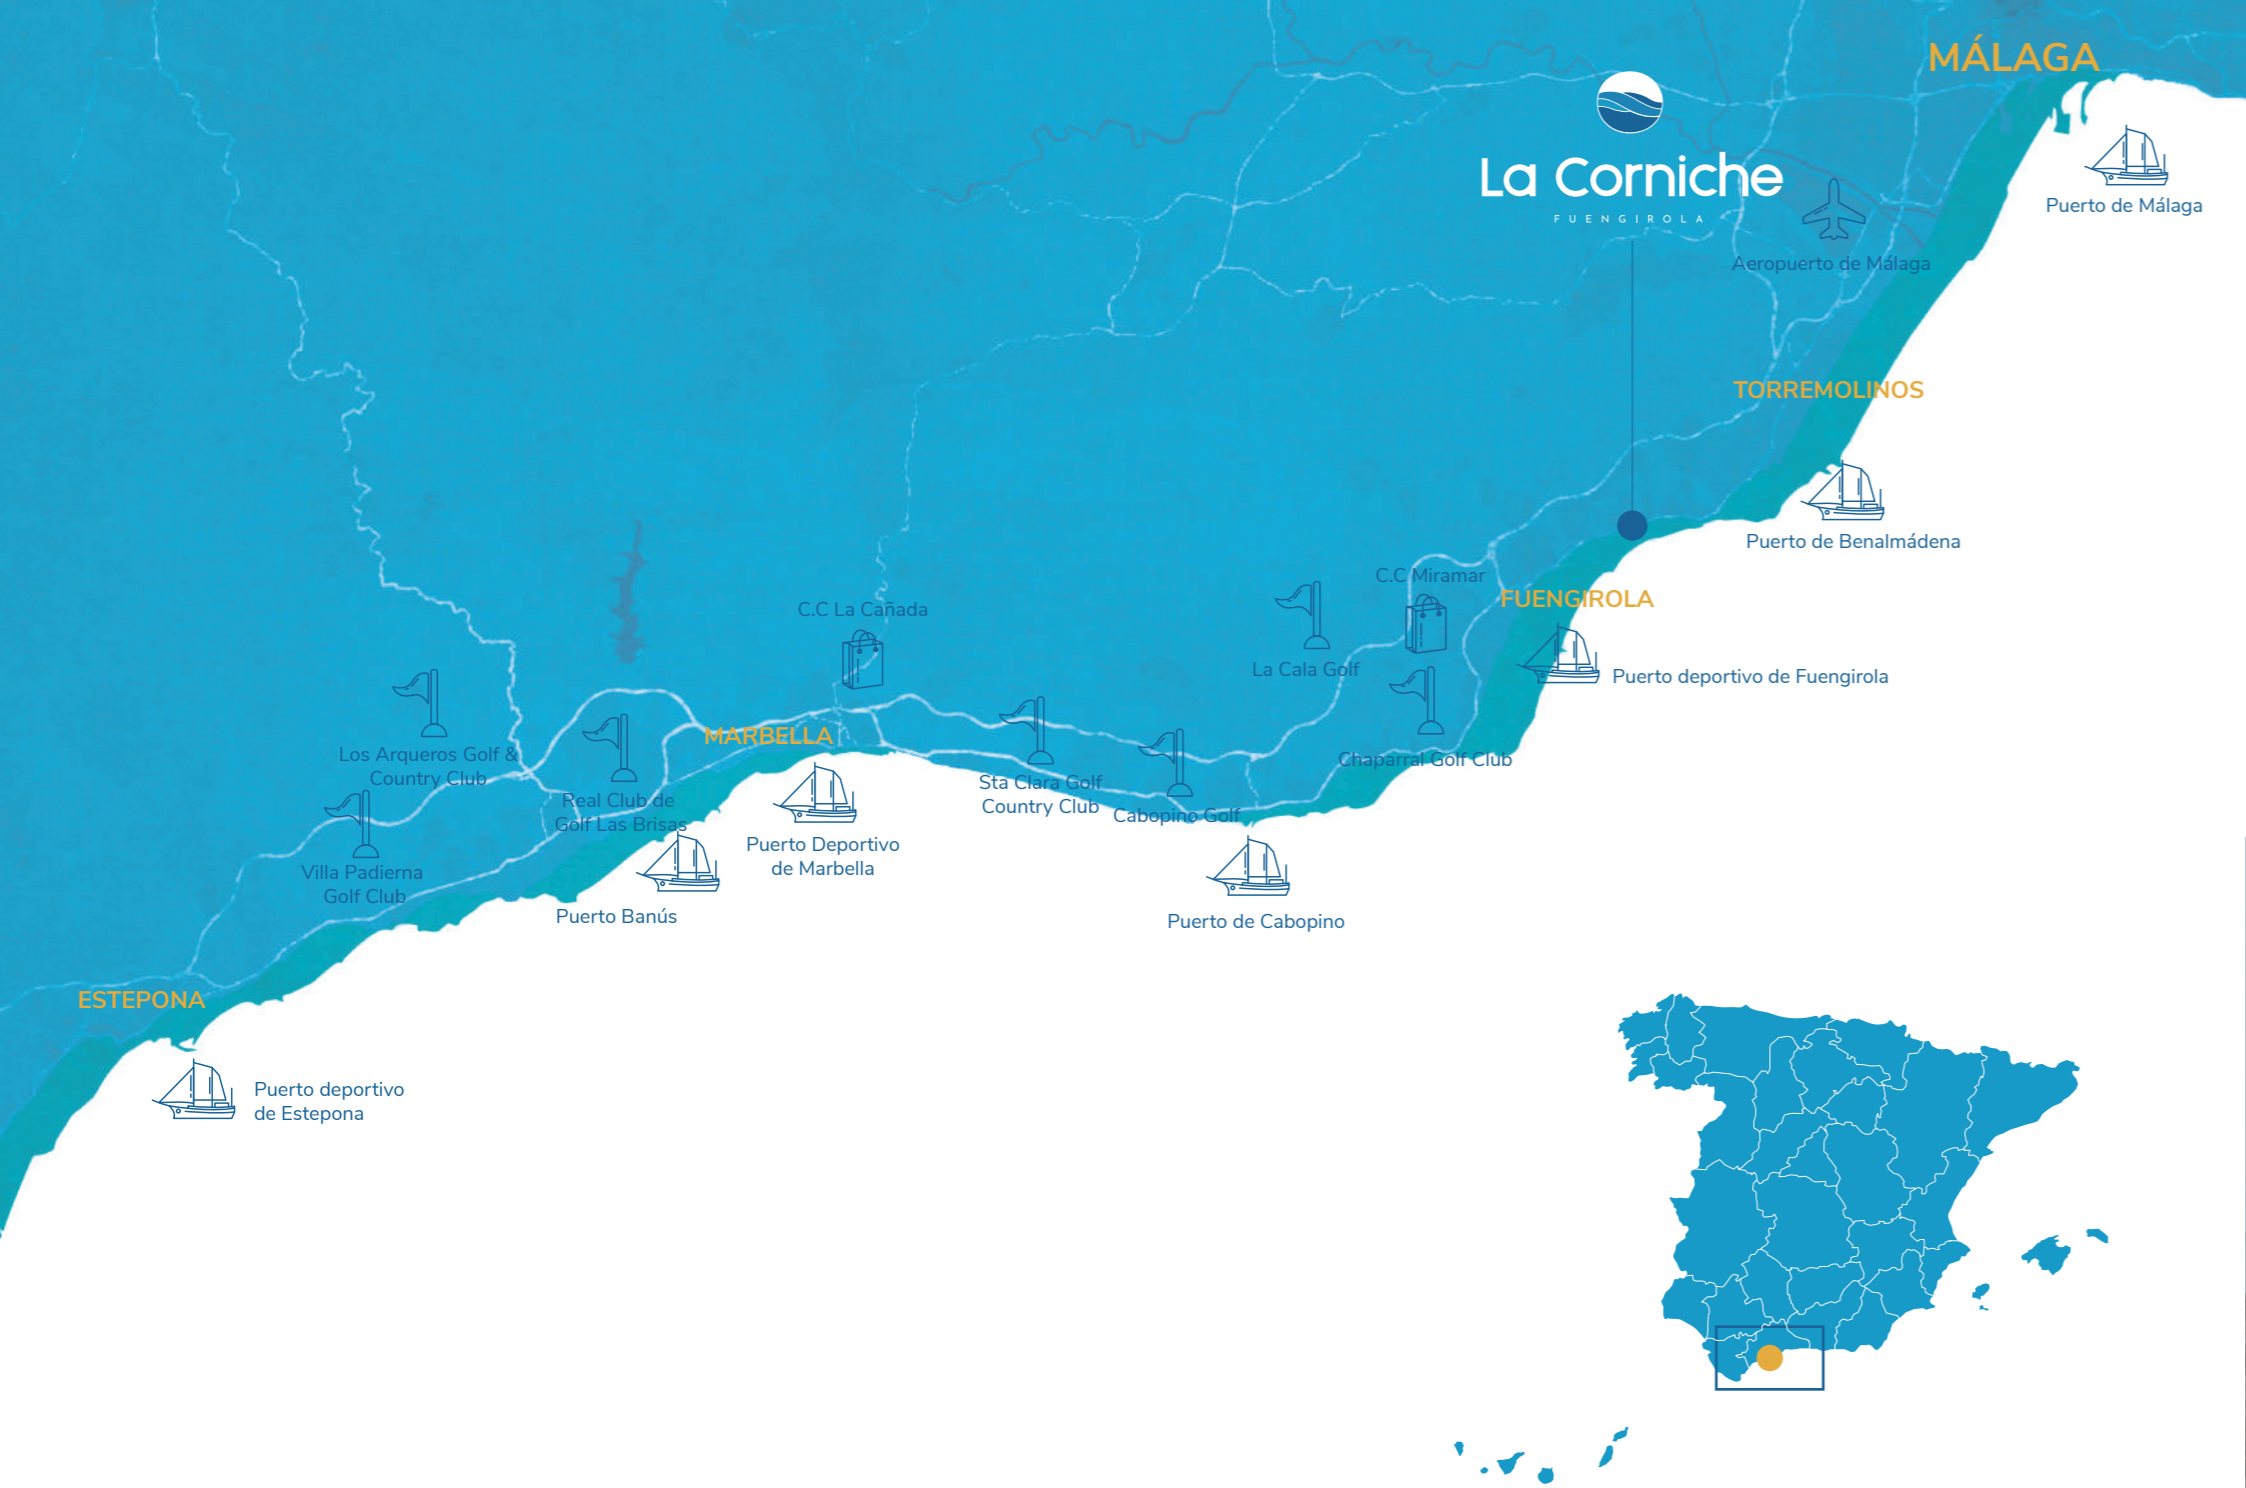 MÁLAGA
La Corniche
FUENGIROLA
Puerto de Málaga
Aeropuerto de Málaga
TORREMOLINOS
Puerto de Benalmádena
C.C Miramar
FUENGIROLA
C.C La Cañada
La Cala Golf
Puerto deportivo de Fuengirola
MARBELLA
Los Arqueros Golf &
Country Club
Chaparral Golf Club
Sta Clara Golf
Country Club
Cabopino Golf
Real Club de
Golf Las Brisas
Puerto Deportivo
de Marbella
Villa Padierna
Golf Club
Puerto Banús
Puerto de Cabopino
ESTEPONA
Puerto deportivo
de Estepona